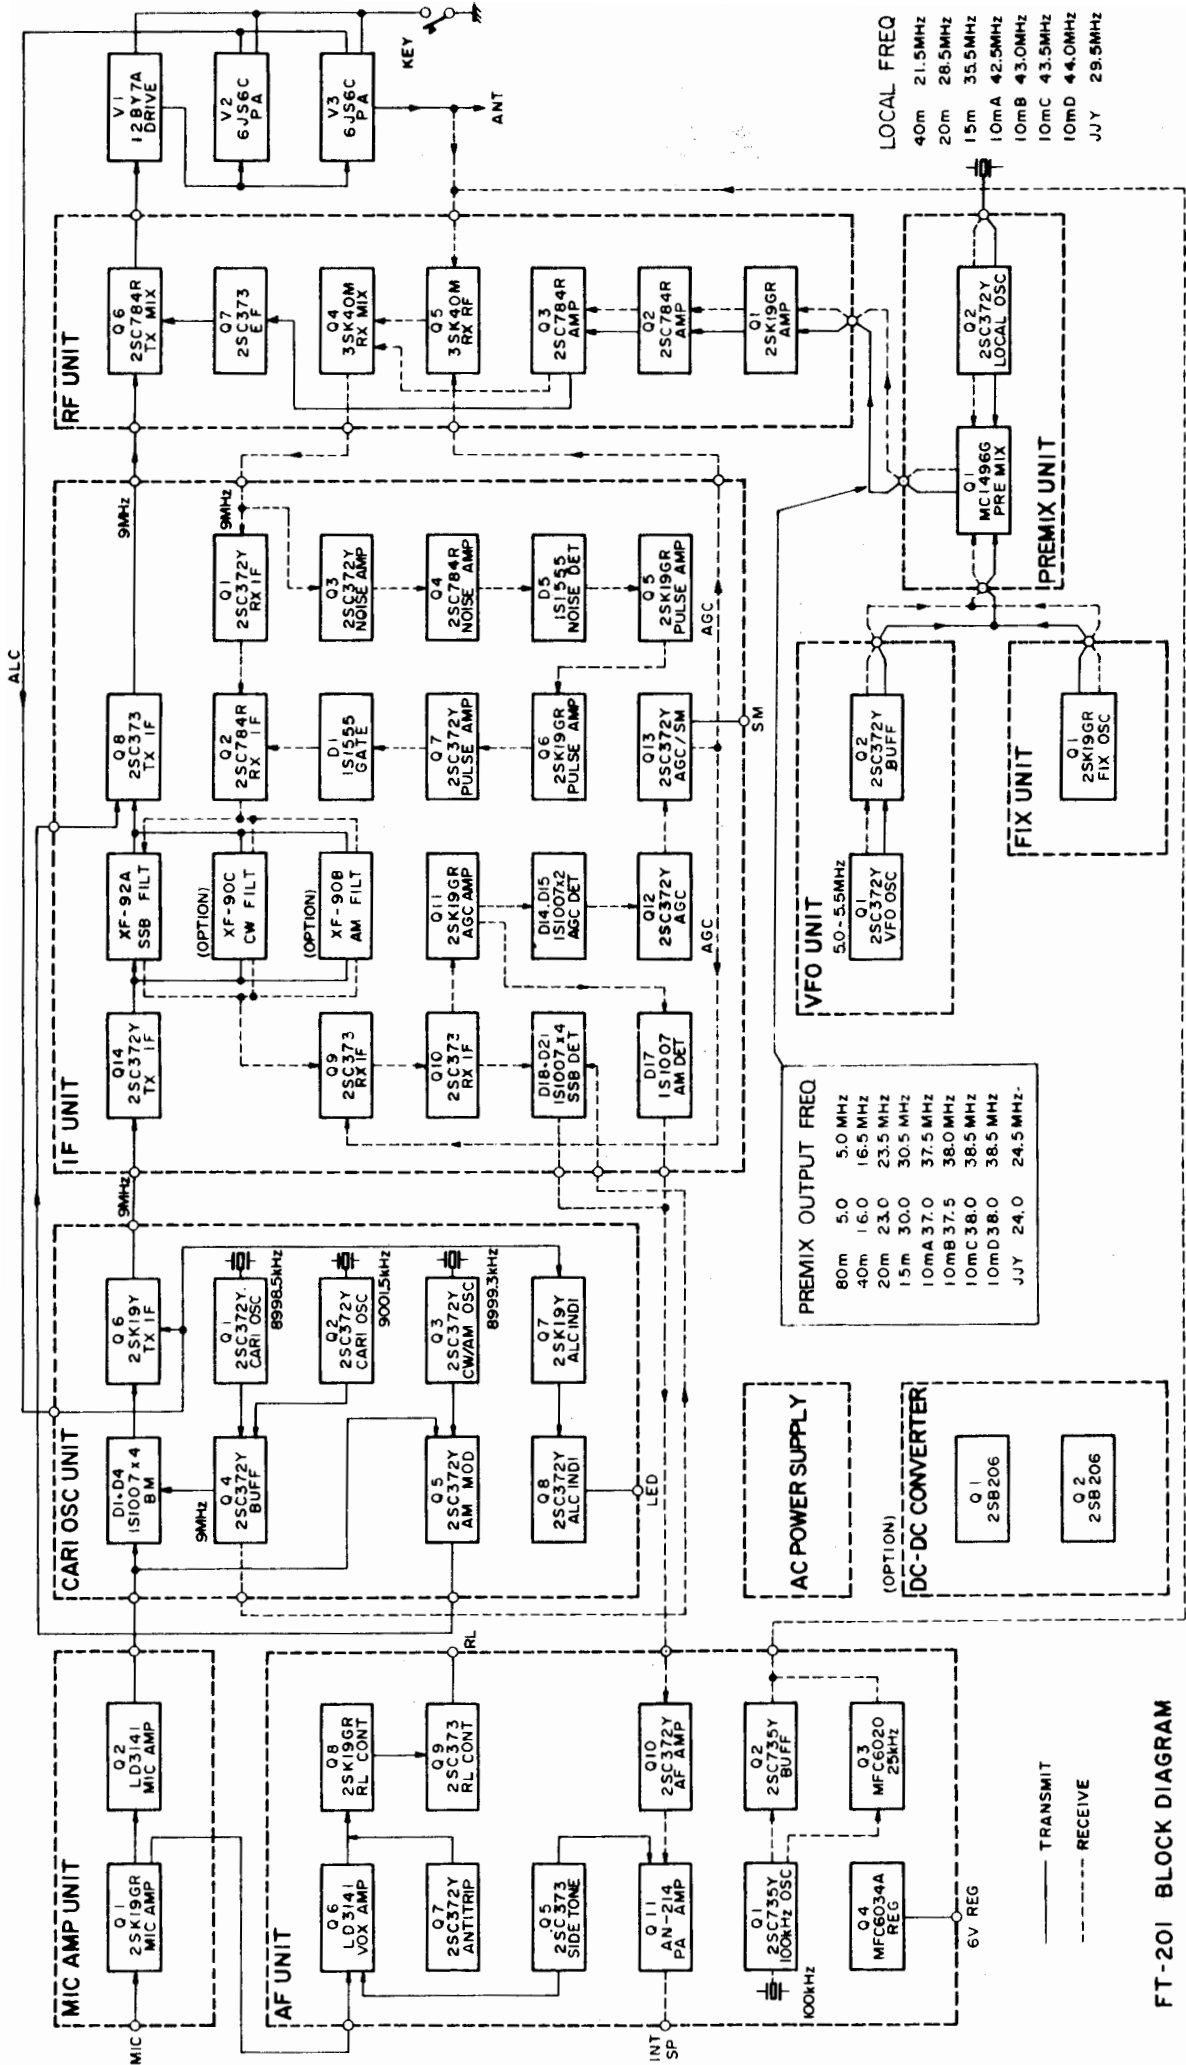 MIC AMP UNIT
MIC
Q1
2SK19GR
MIC AMP
Q2
LD3141
MIC AMP
AF UNIT
Q6
LD3141
VOX AMP
Q8
2SK19GR
RL CONT
Q7
2SC372Y
ANTITRIP
Q9
2SC373
RL CONT
RL
Q5
2SC373
SIDE TONE
Q11
AN-214
PA AMP
Q10
2SC372Y
AF AMP
INT
SP
Q1
2SC735Y
100kHz OSC
100kHz
Q2
2SC735Y
BUFF
Q4
MFC6034A
REG
Q3
MFC6020
25kHz
6V REG
CARI OSC UNIT
D1-D4
1S1007x4
BM
Q6
2SK19Y
TX IF
9MHz
9MHz
Q4
2SC372Y
BUFF
Q1
2SC372Y
CARI OSC
8998.5kHz
Q2
2SC372Y
CARI OSC
9001.5kHz
Q5
2SC372Y
AM MOD
Q3
2SC372Y
CW/AM OSC
8999.3kHz
Q8
2SC372Y
ALC INDI
Q7
2SK19Y
ALC INDI
LED
ALC
IF UNIT
Q14
2SC372Y
TX IF
XF-92A
SSB FILT
Q8
2SC373
TX IF
9MHz
(OPTION)
XF-90C
CW FILT
(OPTION)
XF-90B
AM FILT
Q2
2SC784R
RX IF
Q1
2SC372Y
RX IF
9MHz
D1
1S1555
GATE
Q3
2SC372Y
NOISE AMP
Q9
2SC373
RX IF
Q10
2SC373
RX IF
Q11
2SK19GR
AGC AMP
Q7
2SC372Y
PULSE AMP
Q4
2SC784R
NOISE AMP
D18-D21
1S1007x4
SSB DET
D14.D15
1S1007x2
AGC DET
Q6
2SK19GR
PULSE AMP
D5
1S1555
NOISE DET
D17
1S1007
AM DET
Q12
2SC372Y
AGC
Q13
2SC372Y
AGC/SM
Q5
2SK19GR
PULSE AMP
AGC
AGC
SM
RF UNIT
Q6
2SC784R
TX MIX
Q7
2SC373
EF
Q4
3SK40M
RX MIX
Q5
3SK40M
RX RF
Q3
2SC784R
AMP
Q2
2SC784R
AMP
Q1
2SK19GR
AMP
V1
12BY7A
DRIVE
V2
6JS6C
PA
V3
6JS6C
PA
KEY
ANT
AC POWER SUPPLY
(OPTION)
DC-DC CONVERTER
Q1
2SB206
Q2
2SB206
PREMIX OUTPUT FREQ
80m 5.0 5.0 MHz
40m 16.0 16.5 MHz
20m 23.0 23.5 MHz
15m 30.0 30.5 MHz
10mA 37.0 37.5 MHz
10mB 37.5 38.0MHz
10mC 38.0 38.5 MHz
10mD 38.0 38.5 MHz
JJY 24.0 24.5 MHz
VFO UNIT
5.0-5.5MHz
Q1
2SC372Y
VFO OSC
Q2
2SC372Y
BUFF
FIX UNIT
Q1
2SK19GR
FIX OSC
PREMIX UNIT
Q1
MC1496G
PRE MIX
Q2
2SC372Y
LOCAL OSC
LOCAL FREQ
40m 21.5MHz
20m 28.5MHz
15m 35.5MHz
10mA 42.5MHz
10mB 43.0MHz
10mC 43.5MHz
10mD 44.0MHz
JJY 29.5MHz
TRANSMIT
RECEIVE
FT-201 BLOCK DIAGRAM